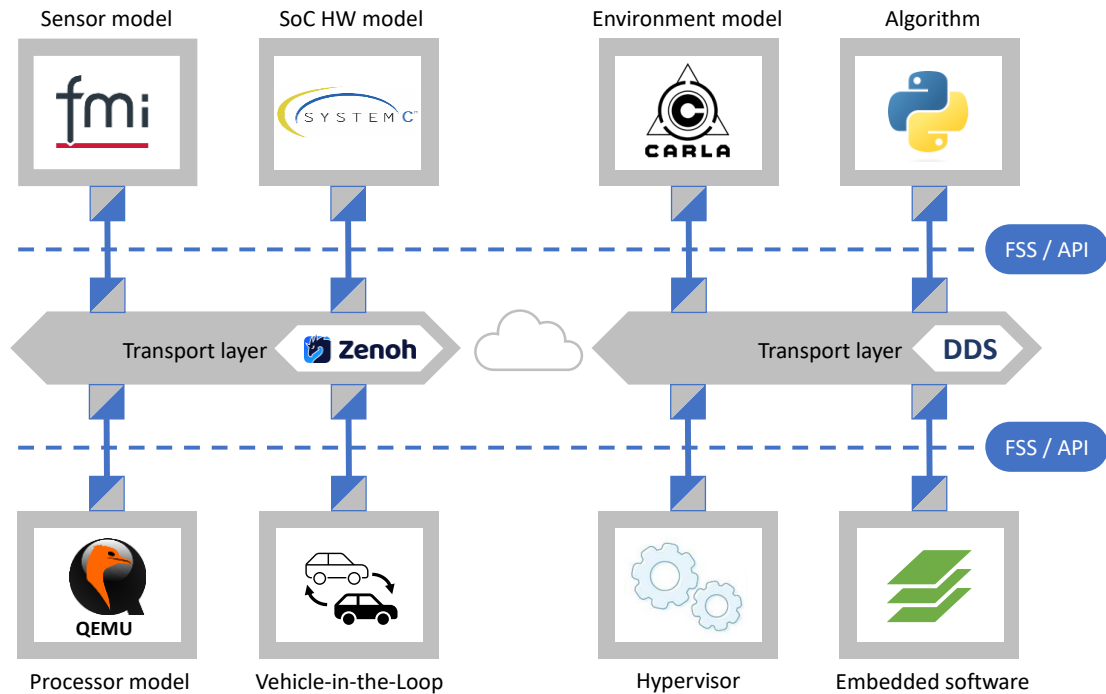 Sensor model
SoC HW model
Environment model
Algorithm
fmi
SYSTEM C™
C
CARLA
FSS / API
Transport layer
Zenoh
Transport layer
DDS
FSS / API
QEMU
Processor model
Vehicle-in-the-Loop
Hypervisor
Embedded software